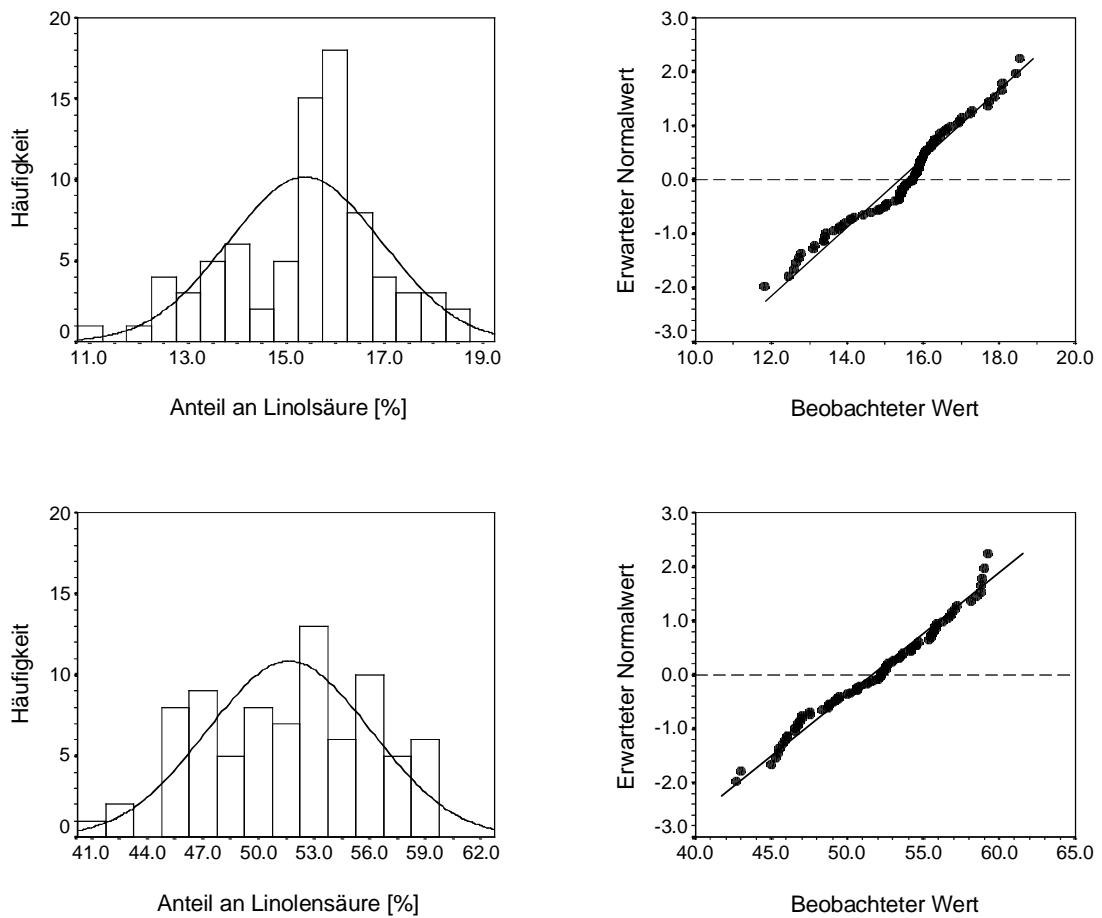 20
15
10
5
0
Häufigkeit
11.0 13.0 15.0 17.0 19.0
Anteil an Linolsäure [%]
3.0
2.0
1.0
0.0
-1.0
-2.0
-3.0
Erwarteter Normalwert
10.0 12.0 14.0 16.0 18.0 20.0
Beobachteter Wert
20
15
10
5
0
Häufigkeit
41.0 44.0 47.0 50.0 53.0 56.0 59.0 62.0
Anteil an Linolensäure [%]
3.0
2.0
1.0
0.0
-1.0
-2.0
-3.0
Erwarteter Normalwert
40.0 45.0 50.0 55.0 60.0 65.0
Beobachteter Wert